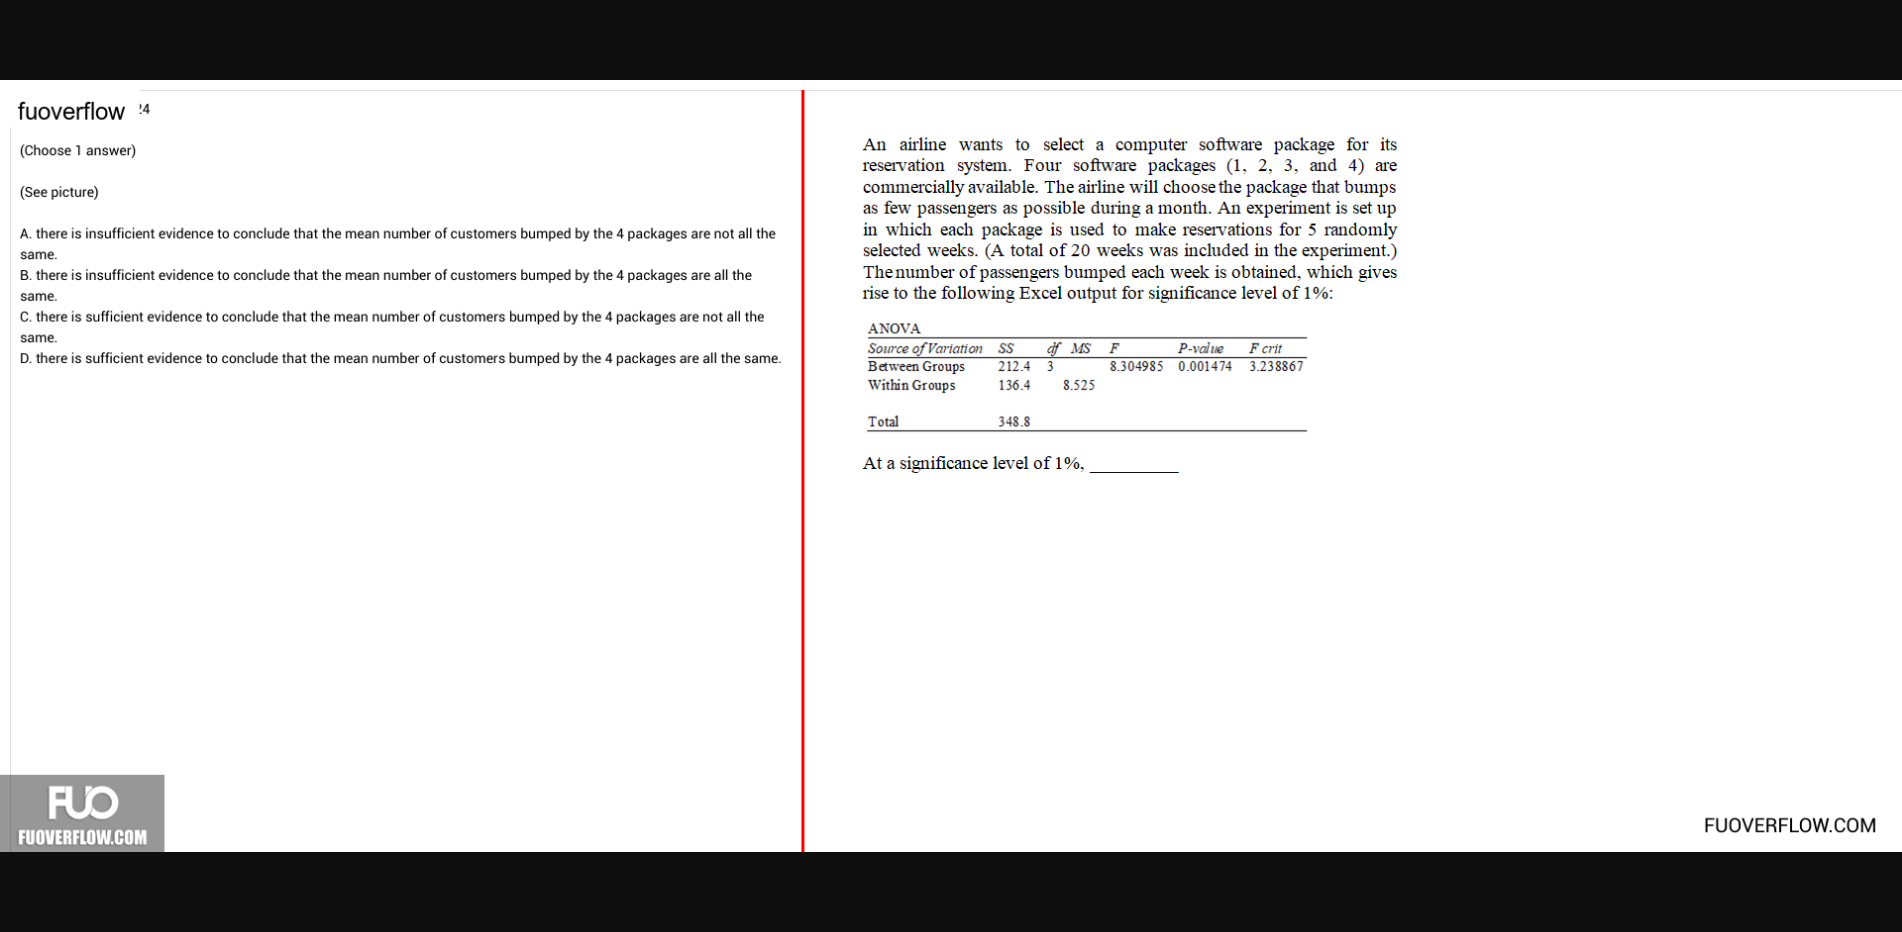 fuoverflow
(Choose 1 answer)
(See picture)
A. there is insufficient evidence to conclude that the mean number of customers bumped by the 4 packages are not all the
same.
B. there is insufficient evidence to conclude that the mean number of customers bumped by the 4 packages are all the
same.
C. there is sufficient evidence to conclude that the mean number of customers bumped by the 4 packages are not all the
same.
D. there is sufficient evidence to conclude that the mean number of customers bumped by the 4 packages are all the same.
FUO
FUOVERFLOW.COM
An airline wants to select a computer software package for its
reservation system. Four software packages (1, 2, 3, and 4) are
commercially available. The airline will choose the package that bumps
as few passengers as possible during a month. An experiment is set up
in which each package is used to make reservations for 5 randomly
selected weeks. (A total of 20 weeks was included in the experiment.)
The number of passengers bumped each week is obtained, which gives
rise to the following Excel output for significance level of 1%:
ANOVA
Source of Variation SS df MS F P-value F crit
Between Groups 212.4 3 8.304985 0.001474 3.238867
Within Groups 136.4 8.525
Total 348.8
At a significance level of 1%, __________
FUOVERFLOW.COM